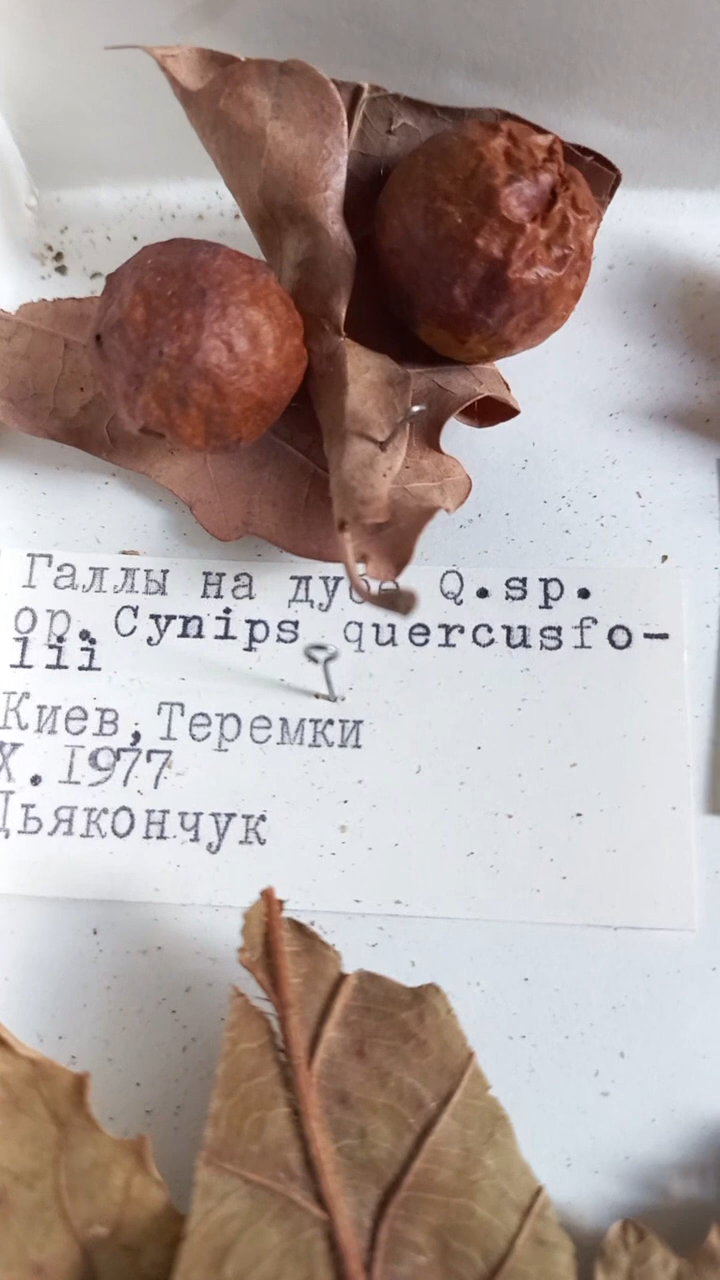 Галлы на дубе Q.sp.
ор. Cynips quercusfo-
lii
Киев, Теремки
X.1977
Дьякончук